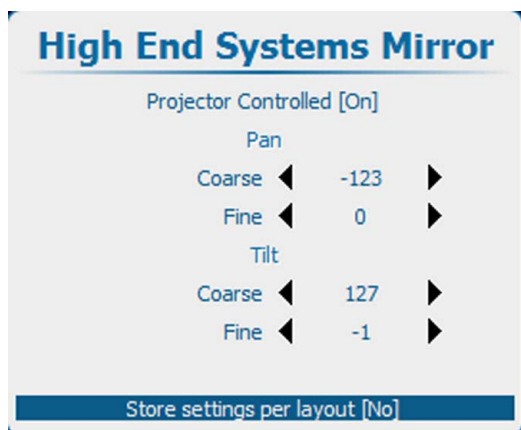 High End Systems Mirror
Projector Controlled [On]
Pan
Coarse -123
Fine 0
Tilt
Coarse 127
Fine -1
Store settings per layout [No]